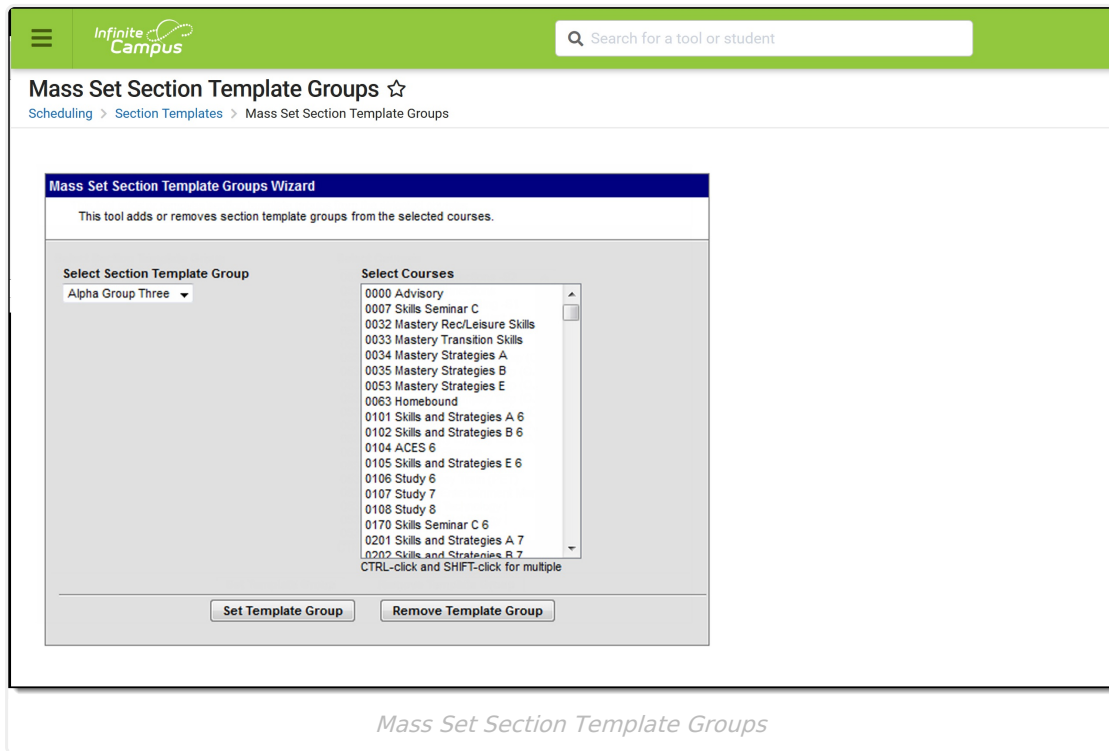 Infinite
Campus
Search for a tool or student
Mass Set Section Template Groups
Scheduling > Section Templates > Mass Set Section Template Groups
Mass Set Section Template Groups Wizard
This tool adds or removes section template groups from the selected courses.
Select Section Template Group
Alpha Group Three
Select Courses
0000 Advisory
0007 Skills Seminar C
0032 Mastery Rec/Leisure Skills
0033 Mastery Transition Skills
0034 Mastery Strategies A
0035 Mastery Strategies B
0053 Mastery Strategies E
0063 Homebound
0101 Skills and Strategies A 6
0102 Skills and Strategies B 6
0104 ACES 6
0105 Skills and Strategies E 6
0106 Study 6
0107 Study 7
0108 Study 8
0170 Skills Seminar C 6
0201 Skills and Strategies A 7
0202 Skills and Strategies B 7
CTRL-click and SHIFT-click for multiple
Set Template Group
Remove Template Group
Mass Set Section Template Groups